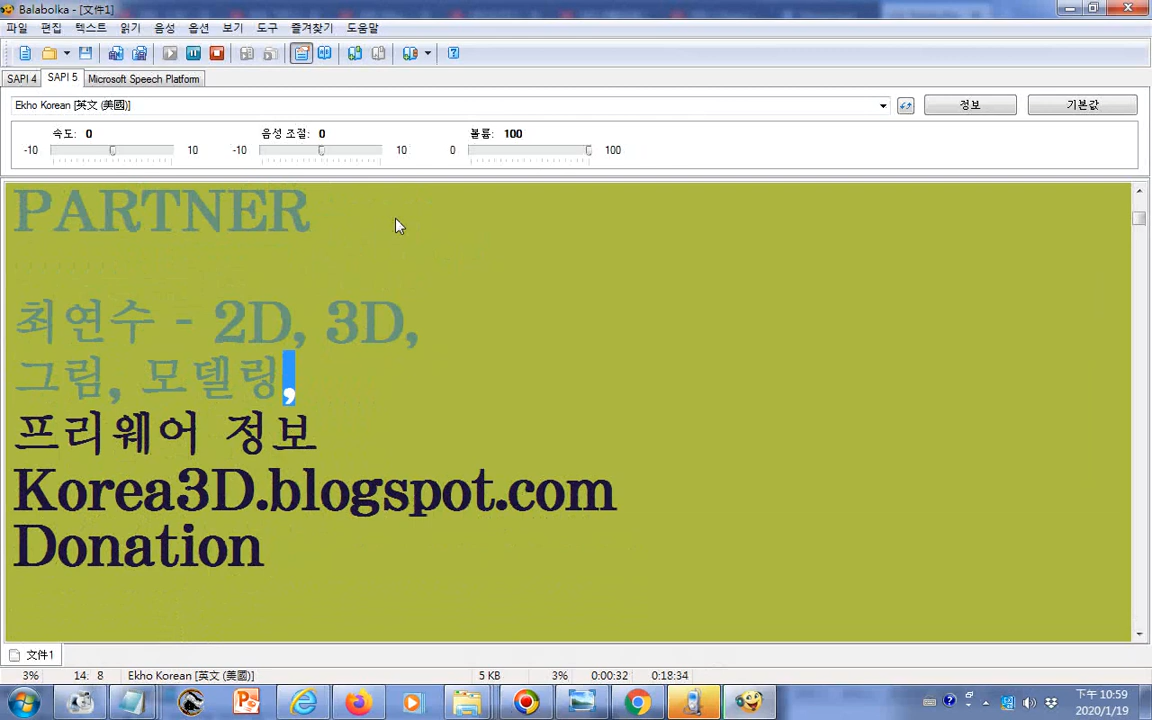 Balabolka - [文件1]
파일 편집 텍스트 읽기 음성 옵션 보기 도구 즐겨찾기 도움말
SAPI 4 SAPI 5 Microsoft Speech Platform
Ekho Korean [英文 (美國)] 정보 기본값
속도: 0 음성 조절: 0 볼륨: 100
-10 10 -10 10 0 100
PARTNER
최연수 - 2D, 3D,
그림, 모델링,
프리웨어 정보
Korea3D.blogspot.com
Donation
文件1
3% 14: 8 Ekho Korean [英文 (美國)] 5 KB 3% 0:00:32 0:18:34
下午 10:59
2020/1/19